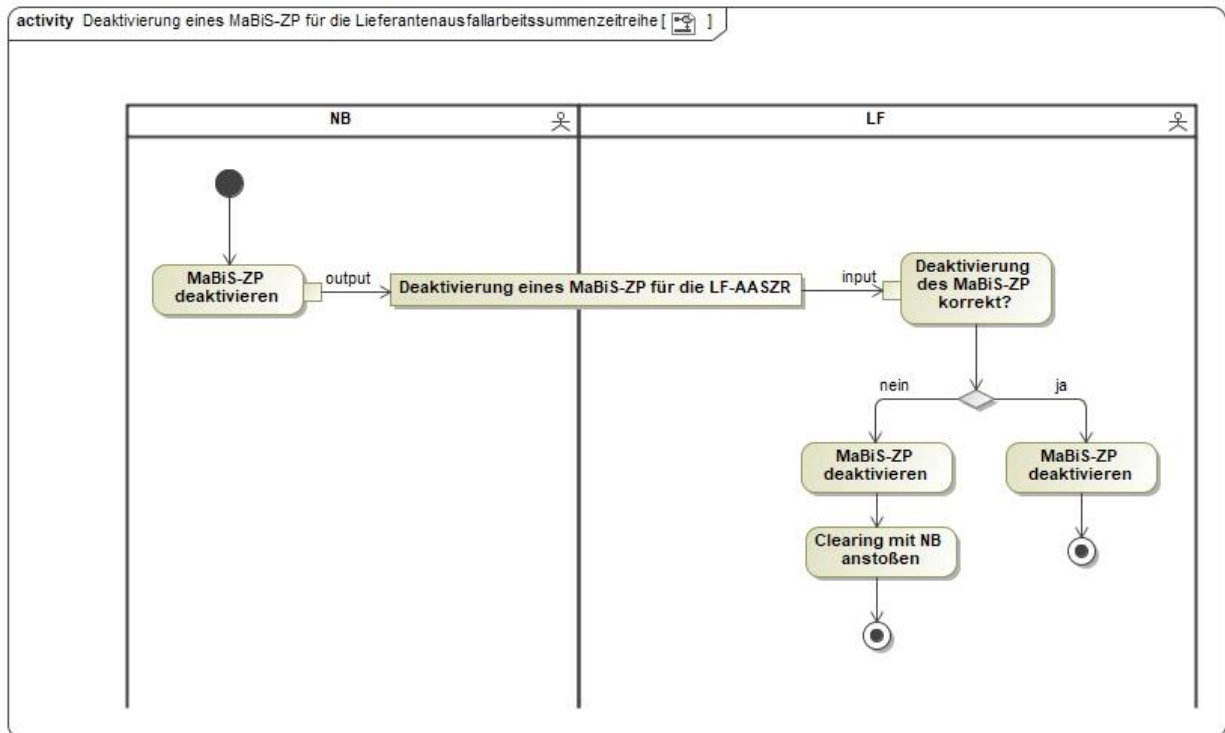 activity Deaktivierung eines MaBiS-ZP für die Lieferantenausfallarbeitssummenzeitreihe [ ]
NB
LF
MaBiS-ZP
deaktivieren
output
Deaktivierung eines MaBiS-ZP für die LF-AASZR
input
Deaktivierung
des MaBiS-ZP
korrekt?
nein
ja
MaBiS-ZP
deaktivieren
MaBiS-ZP
deaktivieren
Clearing mit NB
anstoßen